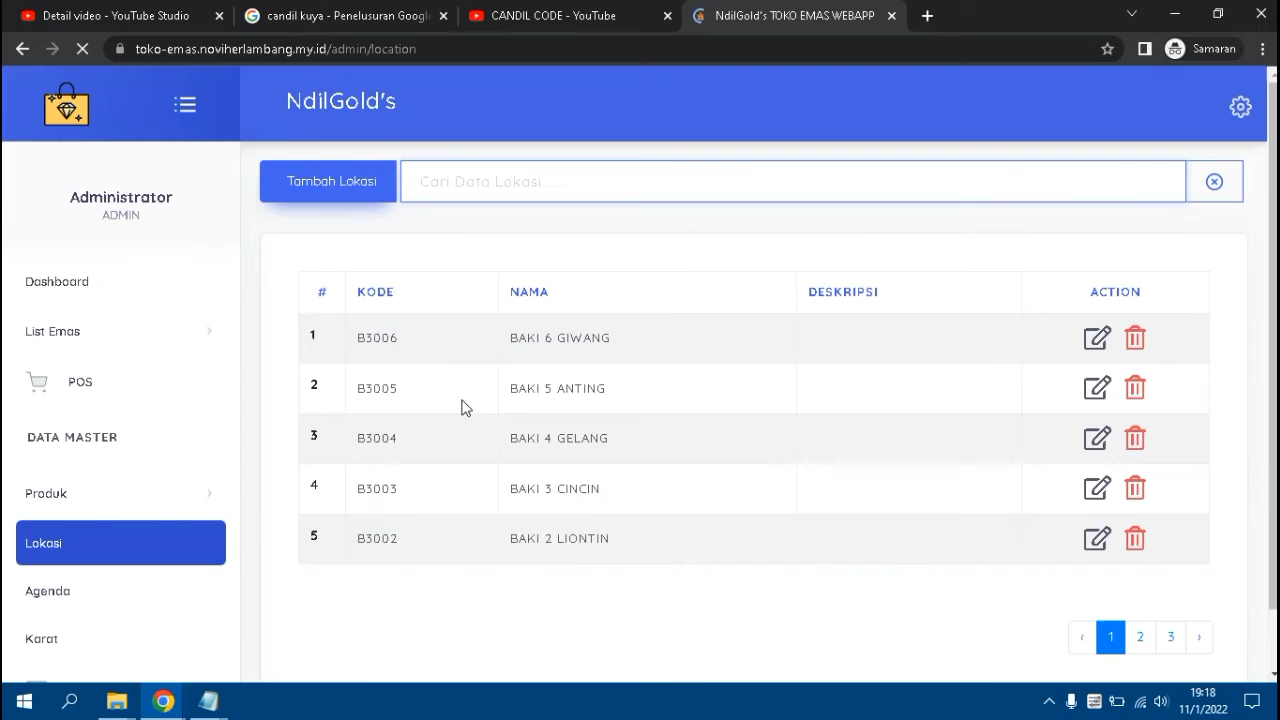 Detail video - YouTube Studio
candil kuya - Penelusuran Googl
CANDIL CODE - YouTube
NdilGold's TOKO EMAS WEBAPP
toko-emas.noviherlambang.my.id/admin/location
Samaran
NdilGold's
Administrator
ADMIN
Tambah Lokasi
Cari Data Lokasi......
Dashboard
List Emas
POS
DATA MASTER
Produk
Lokasi
Agenda
Karat
# KODE NAMA DESKRIPSI ACTION
1 B3006 BAKI 6 GIWANG
2 B3005 BAKI 5 ANTING
3 B3004 BAKI 4 GELANG
4 B3003 BAKI 3 CINCIN
5 B3002 BAKI 2 LIONTIN
‹ 1 2 3 ›
19:18
11/1/2022